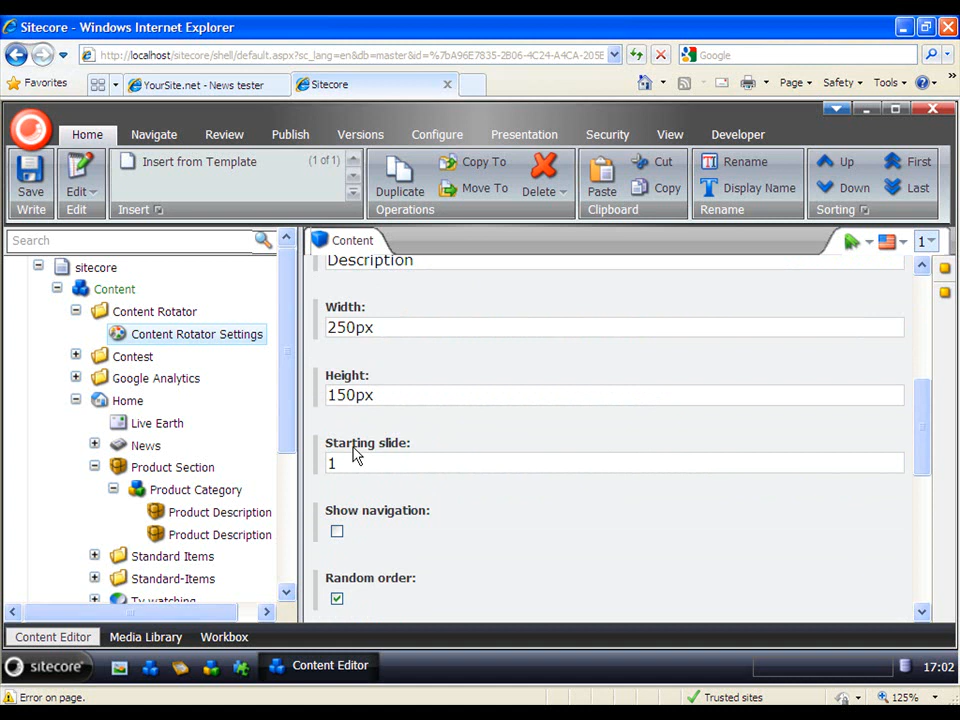 Sitecore - Windows Internet Explorer
http://localhost/sitecore/shell/default.aspx?sc_lang=en&db=master&id=%7bA96E7835-2B06-4C24-A4CA-205E
Google
Favorites
YourSite.net - News tester
Sitecore
Page
Safety
Tools
Home
Navigate
Review
Publish
Versions
Configure
Presentation
Security
View
Developer
Save
Write
Edit
Edit
Insert from Template
(1 of 1)
Insert
Duplicate
Copy To
Move To
Delete
Operations
Paste
Cut
Copy
Clipboard
Rename
Display Name
Rename
Up
Down
First
Last
Sorting
Search
Content
1
sitecore
Content
Content Rotator
Content Rotator Settings
Contest
Google Analytics
Home
Live Earth
News
Product Section
Product Category
Product Description
Product Description
Standard Items
Standard-Items
Tv watching
Description
Width:
250px
Height:
150px
Starting slide:
1
Show navigation:
Random order:
Content Editor
Media Library
Workbox
sitecore
Content Editor
17:02
Error on page.
Trusted sites
125%